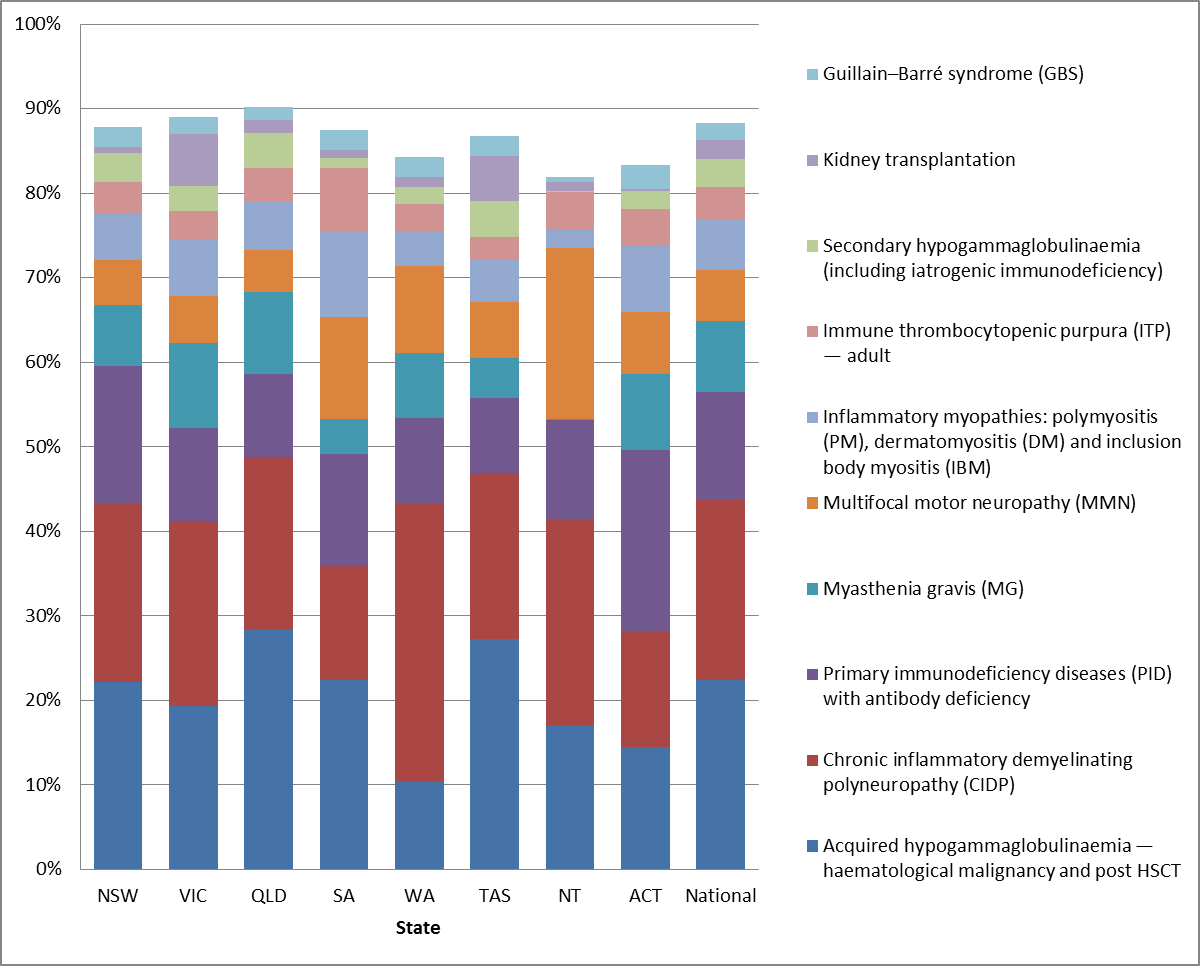 100%
90%
80%
70%
60%
50%
40%
30%
20%
10%
0%
NSW VIC QLD SA WA TAS NT ACT National
State
Guillain–Barré syndrome (GBS)
Kidney transplantation
Secondary hypogammaglobulinaemia
(including iatrogenic immunodeficiency)
Immune thrombocytopenic purpura (ITP)
— adult
Inflammatory myopathies: polymyositis
(PM), dermatomyositis (DM) and inclusion
body myositis (IBM)
Multifocal motor neuropathy (MMN)
Myasthenia gravis (MG)
Primary immunodeficiency diseases (PID)
with antibody deficiency
Chronic inflammatory demyelinating
polyneuropathy (CIDP)
Acquired hypogammaglobulinaemia —
haematological malignancy and post HSCT